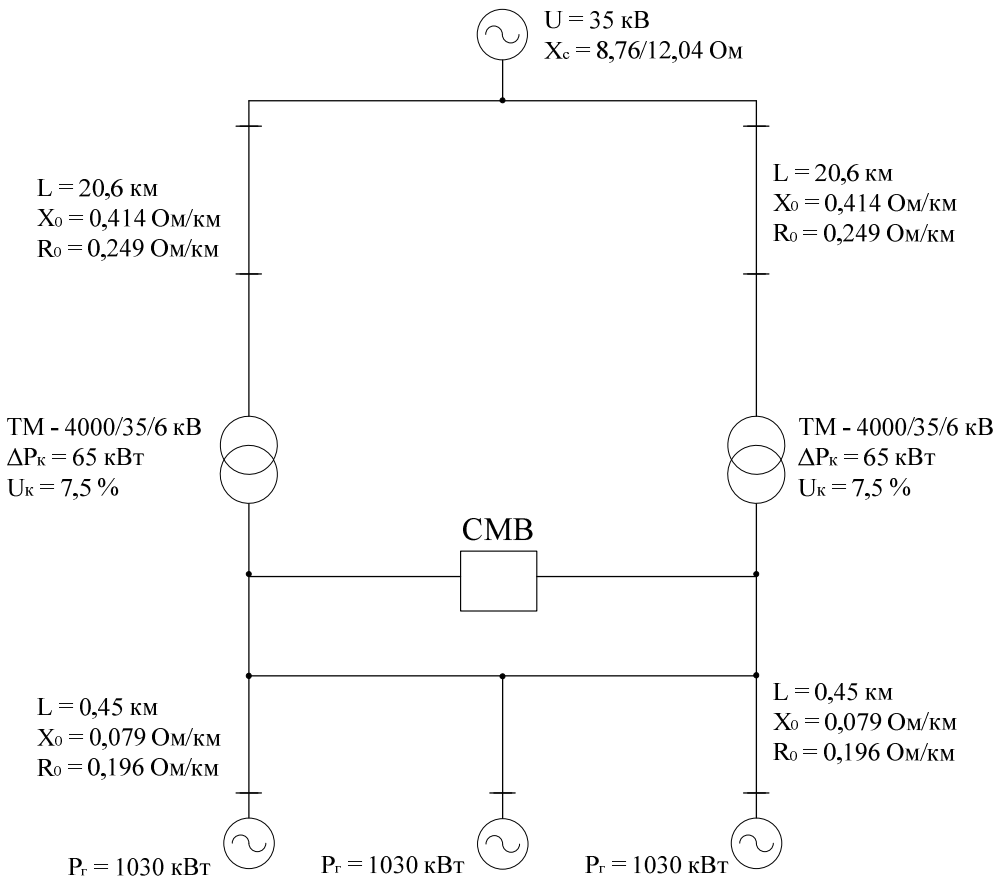 U = 35 кВ
Xс = 8,76/12,04 Ом
L = 20,6 км
X0 = 0,414 Ом/км
R0 = 0,249 Ом/км
L = 20,6 км
X0 = 0,414 Ом/км
R0 = 0,249 Ом/км
ТМ - 4000/35/6 кВ
ΔPк = 65 кВт
Uк = 7,5 %
ТМ - 4000/35/6 кВ
ΔPк = 65 кВт
Uк = 7,5 %
СМВ
L = 0,45 км
X0 = 0,079 Ом/км
R0 = 0,196 Ом/км
L = 0,45 км
X0 = 0,079 Ом/км
R0 = 0,196 Ом/км
Pг = 1030 кВт
Pг = 1030 кВт
Pг = 1030 кВт